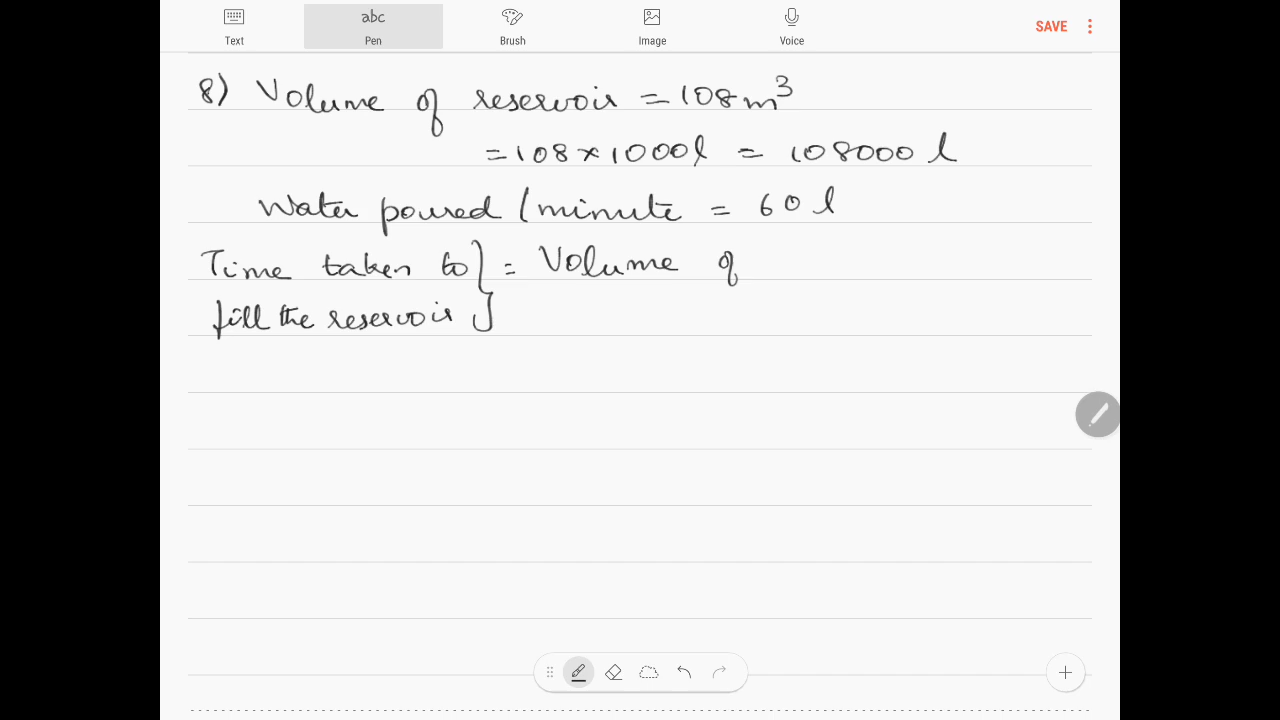 Text
abc
Pen
Brush
Image
Voice
SAVE
8) Volume of reservoir = 108 m³
= 108 × 1000 l = 108000 l
Water poured / minute = 60 l
Time taken to } = Volume of
fill the reservoir